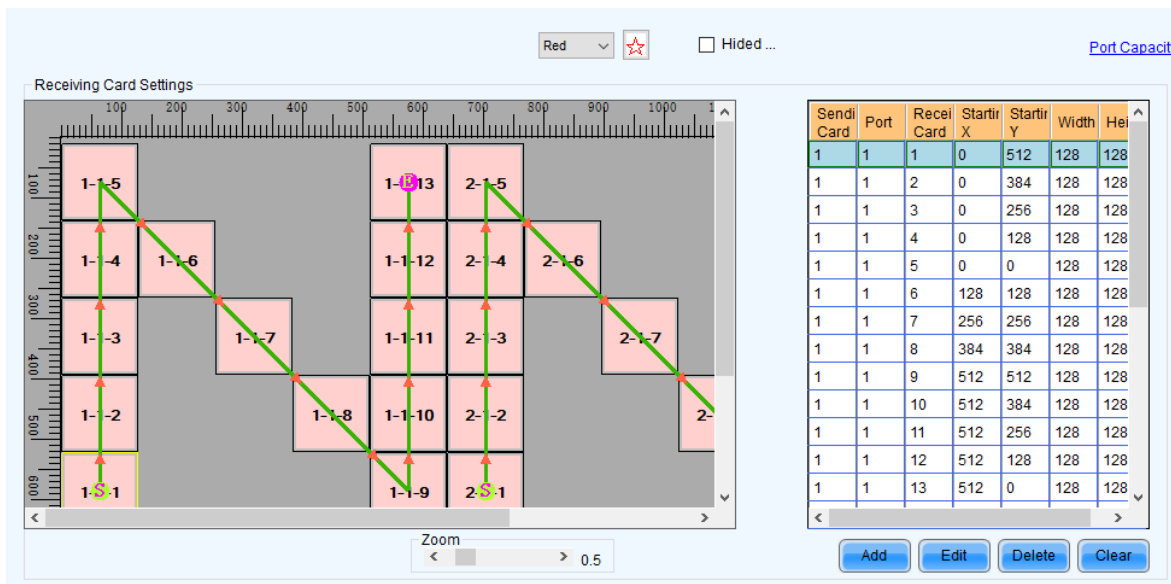 Red
Hided ...
Port Capacit
Receiving Card Settings
100 200 300 400 500 600 700 800 900 1000 1
100
200
300
400
500
600
1-1-5 1- E 13 2-1-5
1-1-4 1-1-6 1-1-12 2-1-4 2-1-6
1-1-3 1-1-7 1-1-11 2-1-3 2-1-7
1-1-2 1-1-8 1-1-10 2-1-2 2-
1- S 1 1-1-9 2- S 1
Zoom
0.5
Sendi Card Port Recei Card Startir X Startir Y Width Hei
1 1 1 0 512 128 128
1 1 2 0 384 128 128
1 1 3 0 256 128 128
1 1 4 0 128 128 128
1 1 5 0 0 128 128
1 1 6 128 128 128 128
1 1 7 256 256 128 128
1 1 8 384 384 128 128
1 1 9 512 512 128 128
1 1 10 512 384 128 128
1 1 11 512 256 128 128
1 1 12 512 128 128 128
1 1 13 512 0 128 128
Add Edit Delete Clear